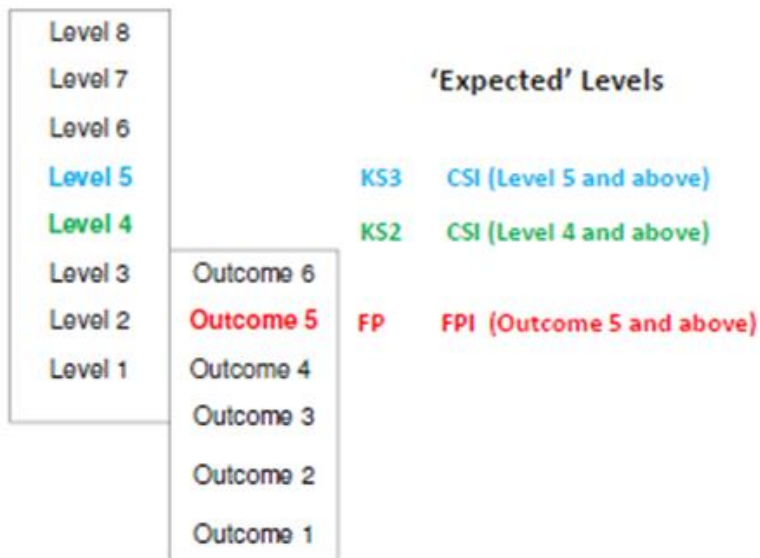 Level 8
Level 7
'Expected' Levels
Level 6
Level 5 KS3 CSI (Level 5 and above)
Level 4 KS2 CSI (Level 4 and above)
Level 3 Outcome 6
Level 2 Outcome 5 FP FPI (Outcome 5 and above)
Level 1 Outcome 4
Outcome 3
Outcome 2
Outcome 1